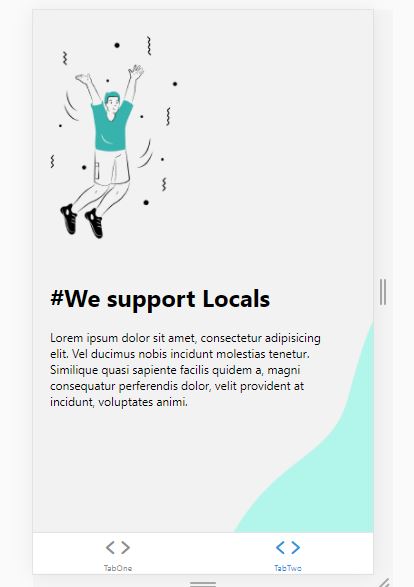 #We support Locals
Lorem ipsum dolor sit amet, consectetur adipisicing
elit. Vel ducimus nobis incidunt molestias tenetur.
Similique quasi sapiente facilis quidem a, magni
consequatur perferendis dolor, velit provident at
incidunt, voluptates animi.
TabOne
TabTwo